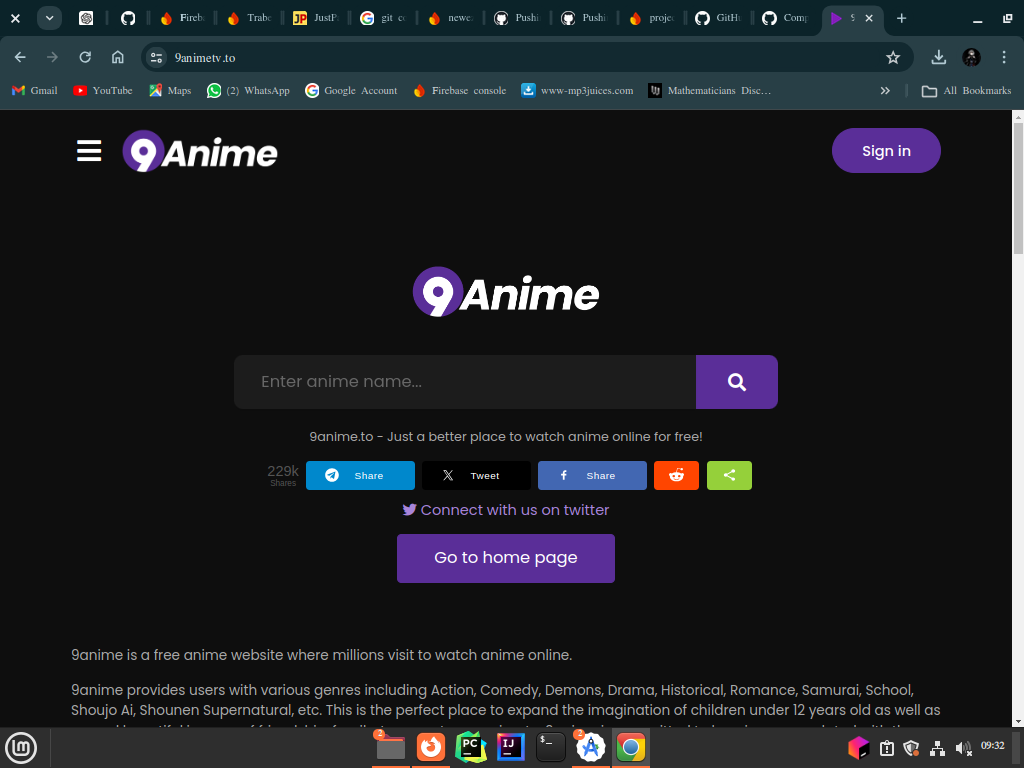 Fireb
Trabo
JustPa
git co
newez
Pushi
Pushi
projec
GitHu
Comp
9
9animetv.to
Gmail
YouTube
Maps
(2) WhatsApp
Google Account
Firebase console
www-mp3juices.com
Mathematicians Disc…
All Bookmarks
9Anime
Sign in
9Anime
Enter anime name...
9anime.to - Just a better place to watch anime online for free!
229k
Shares
Share
Tweet
Share
Connect with us on twitter
Go to home page
9anime is a free anime website where millions visit to watch anime online.
9anime provides users with various genres including Action, Comedy, Demons, Drama, Historical, Romance, Samurai, School,
Shoujo Ai, Shounen Supernatural, etc. This is the perfect place to expand the imagination of children under 12 years old as well as
2
PC
IJ
$_
2
09:32